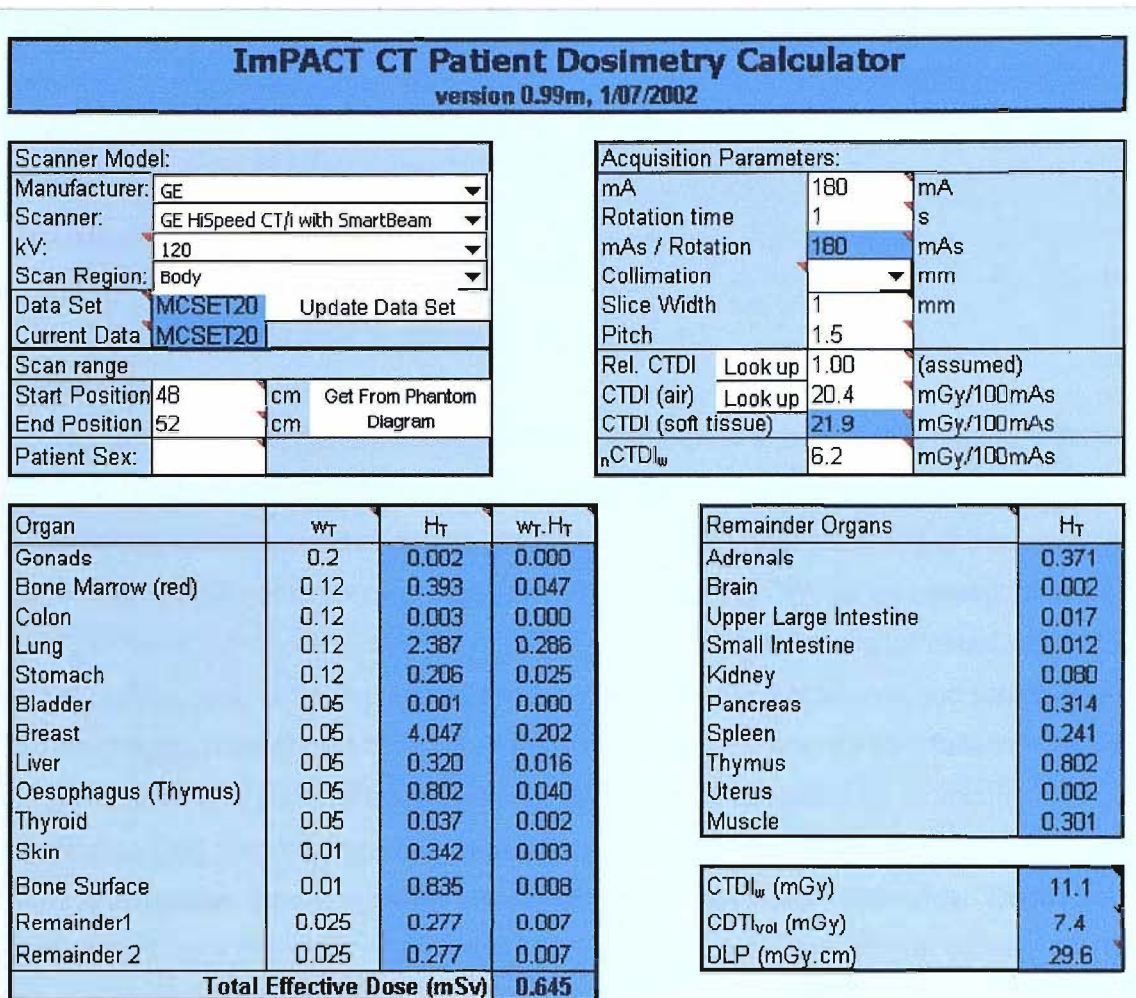 ImPACT CT Patient Dosimetry Calculator
version 0.99m, 1/07/2002
Scanner Model:
Manufacturer: GE
Scanner: GE HiSpeed CT/i with SmartBeam
kV: 120
Scan Region: Body
Data Set MCSET20 Update Data Set
Current Data MCSET20
Scan range
Start Position 48 cm Get From Phantom
End Position 52 cm Diagram
Patient Sex:
Acquisition Parameters:
mA 180 mA
Rotation time 1 s
mAs / Rotation 180 mAs
Collimation mm
Slice Width 1 mm
Pitch 1.5
Rel. CTDI Look up 1.00 (assumed)
CTDI (air) Look up 20.4 mGy/100mAs
CTDI (soft tissue) 21.9 mGy/100mAs
nCTDIw 6.2 mGy/100mAs
Organ wT HT wT.HT
Gonads 0.2 0.002 0.000
Bone Marrow (red) 0.12 0.393 0.047
Colon 0.12 0.003 0.000
Lung 0.12 2.387 0.286
Stomach 0.12 0.206 0.025
Bladder 0.05 0.001 0.000
Breast 0.05 4.047 0.202
Liver 0.05 0.320 0.016
Oesophagus (Thymus) 0.05 0.802 0.040
Thyroid 0.05 0.037 0.002
Skin 0.01 0.342 0.003
Bone Surface 0.01 0.835 0.008
Remainder1 0.025 0.277 0.007
Remainder 2 0.025 0.277 0.007
Total Effective Dose (mSv) 0.645
Remainder Organs HT
Adrenals 0.371
Brain 0.002
Upper Large Intestine 0.017
Small Intestine 0.012
Kidney 0.080
Pancreas 0.314
Spleen 0.241
Thymus 0.802
Uterus 0.002
Muscle 0.301
CTDIw (mGy) 11.1
CDTIvol (mGy) 7.4
DLP (mGy.cm) 29.6